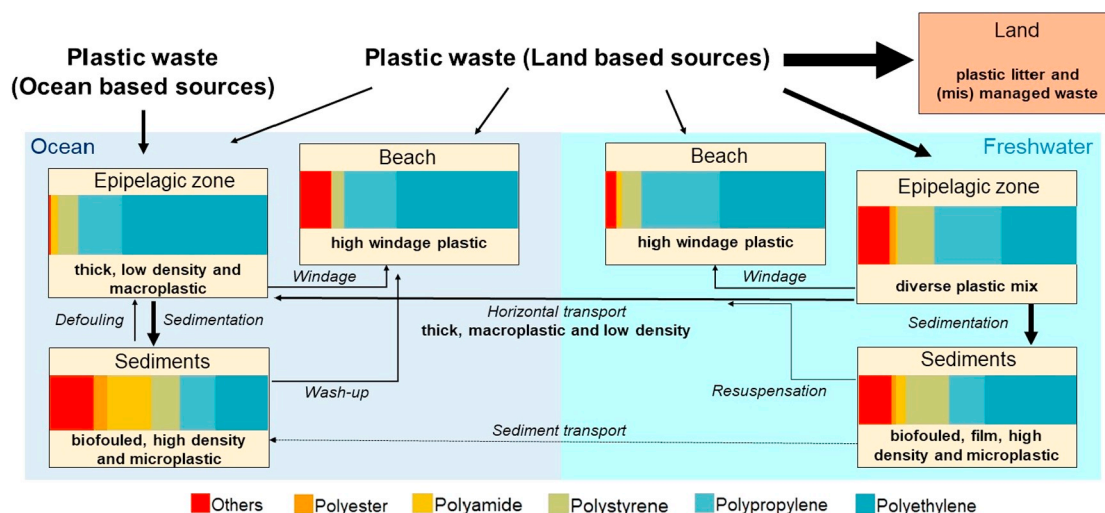 Plastic waste
(Ocean based sources)
Plastic waste (Land based sources)
Land
plastic litter and
(mis) managed waste
Ocean
Freshwater
Epipelagic zone
thick, low density and
macroplastic
Beach
high windage plastic
Beach
high windage plastic
Epipelagic zone
diverse plastic mix
Windage
Windage
Horizontal transport
thick, macroplastic and low density
Defouling
Sedimentation
Sedimentation
Sediments
biofouled, high density
and microplastic
Wash-up
Resuspensation
Sediments
biofouled, film, high
density and microplastic
Sediment transport
Others
Polyester
Polyamide
Polystyrene
Polypropylene
Polyethylene